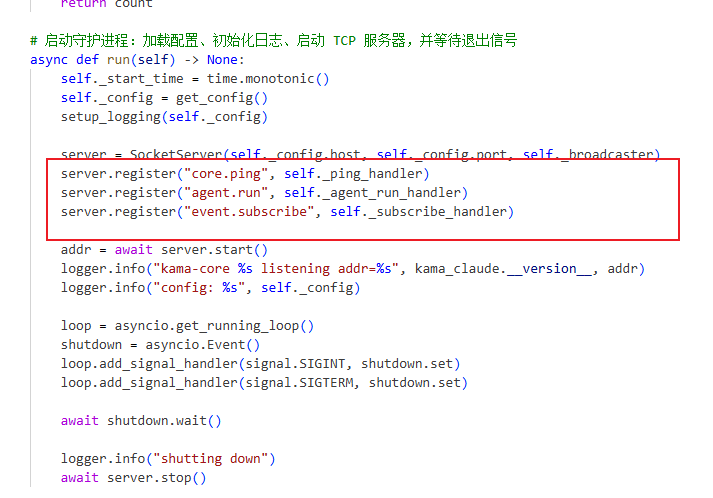 return count
# 启动守护进程：加载配置、初始化日志、启动 TCP 服务器，并等待退出信号
async def run(self) -> None:
    self._start_time = time.monotonic()
    self._config = get_config()
    setup_logging(self._config)
    server = SocketServer(self._config.host, self._config.port, self._broadcaster)
    server.register("core.ping", self._ping_handler)
    server.register("agent.run", self._agent_run_handler)
    server.register("event.subscribe", self._subscribe_handler)
    addr = await server.start()
    logger.info("kama-core %s listening addr=%s", kama_claude.__version__, addr)
    logger.info("config: %s", self._config)
    loop = asyncio.get_running_loop()
    shutdown = asyncio.Event()
    loop.add_signal_handler(signal.SIGINT, shutdown.set)
    loop.add_signal_handler(signal.SIGTERM, shutdown.set)
    await shutdown.wait()
    logger.info("shutting down")
    await server.stop()